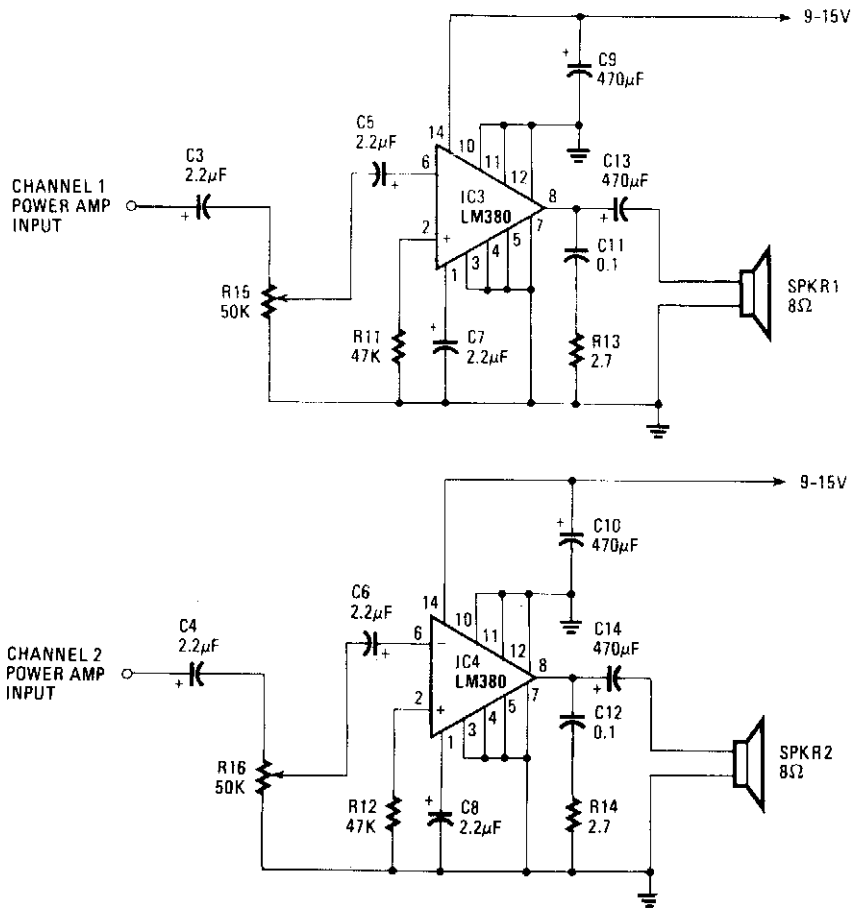 9-15V
C9
470µF
C5
2.2µF
14
10
11
12
6
C3
2.2µF
C13
470µF
CHANNEL 1
POWER AMP
INPUT
+
IC3
LM380
8
7
2
+
1
3
4
5
C11
0.1
R15
50K
R11
47K
+
C7
2.2µF
R13
2.7
SPKR1
8Ω
9-15V
+
C10
470µF
C6
2.2µF
14
10
11
12
6
-
C4
2.2µF
C14
470µF
CHANNEL 2
POWER AMP
INPUT
+
IC4
LM380
8
7
2
+
1
3
4
5
C12
0.1
R16
50K
R12
47K
+
C8
2.2µF
R14
2.7
SPKR2
8Ω